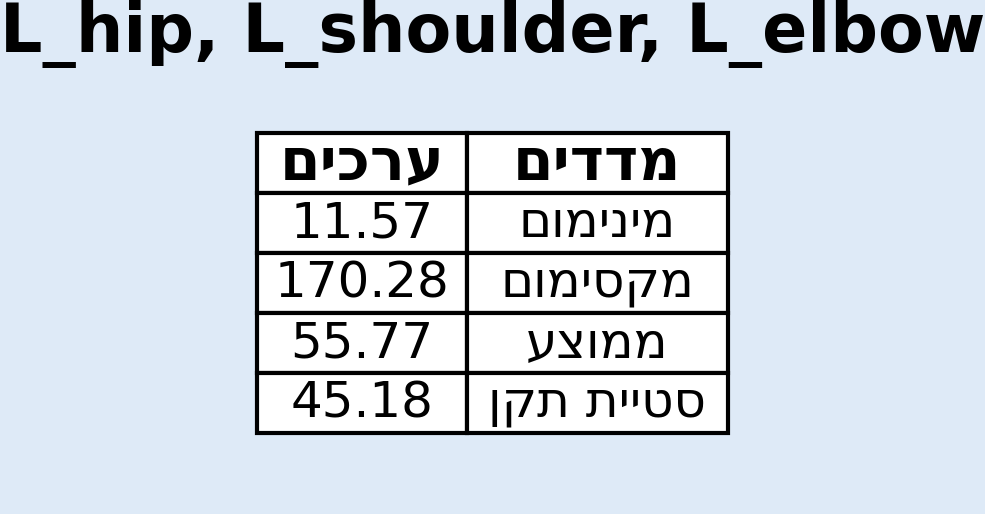 L_hip, L_shoulder, L_elbow
מדדים ערכים
מינימום 11.57
מקסימום 170.28
ממוצע 55.77
סטיית תקן 45.18